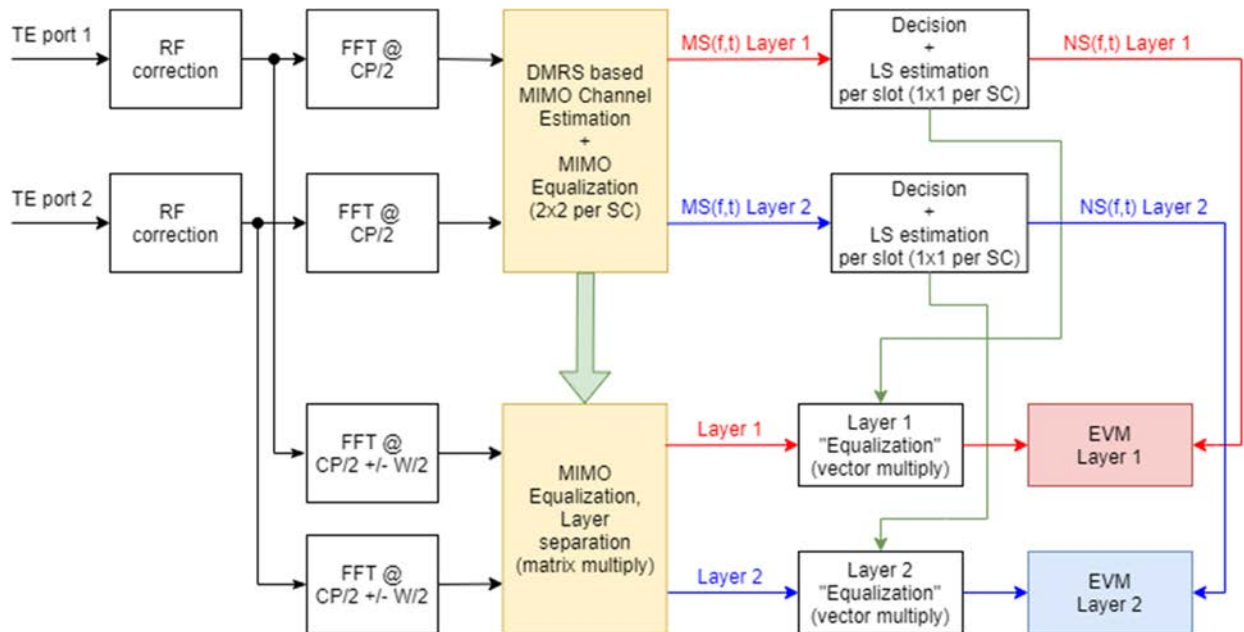 TE port 1
RF
correction
FFT @
CP/2
DMRS based
MIMO Channel
Estimation
+
MIMO
Equalization
(2x2 per SC)
MS(f,t) Layer 1
Decision
+
LS estimation
per slot (1x1 per SC)
NS(f,t) Layer 1
TE port 2
RF
correction
FFT @
CP/2
MS(f,t) Layer 2
Decision
+
LS estimation
per slot (1x1 per SC)
NS(f,t) Layer 2
FFT @
CP/2 +/- W/2
MIMO
Equalization,
Layer
separation
(matrix multiply)
Layer 1
Layer 1
"Equalization"
(vector multiply)
EVM
Layer 1
FFT @
CP/2 +/- W/2
Layer 2
Layer 2
"Equalization"
(vector multiply)
EVM
Layer 2